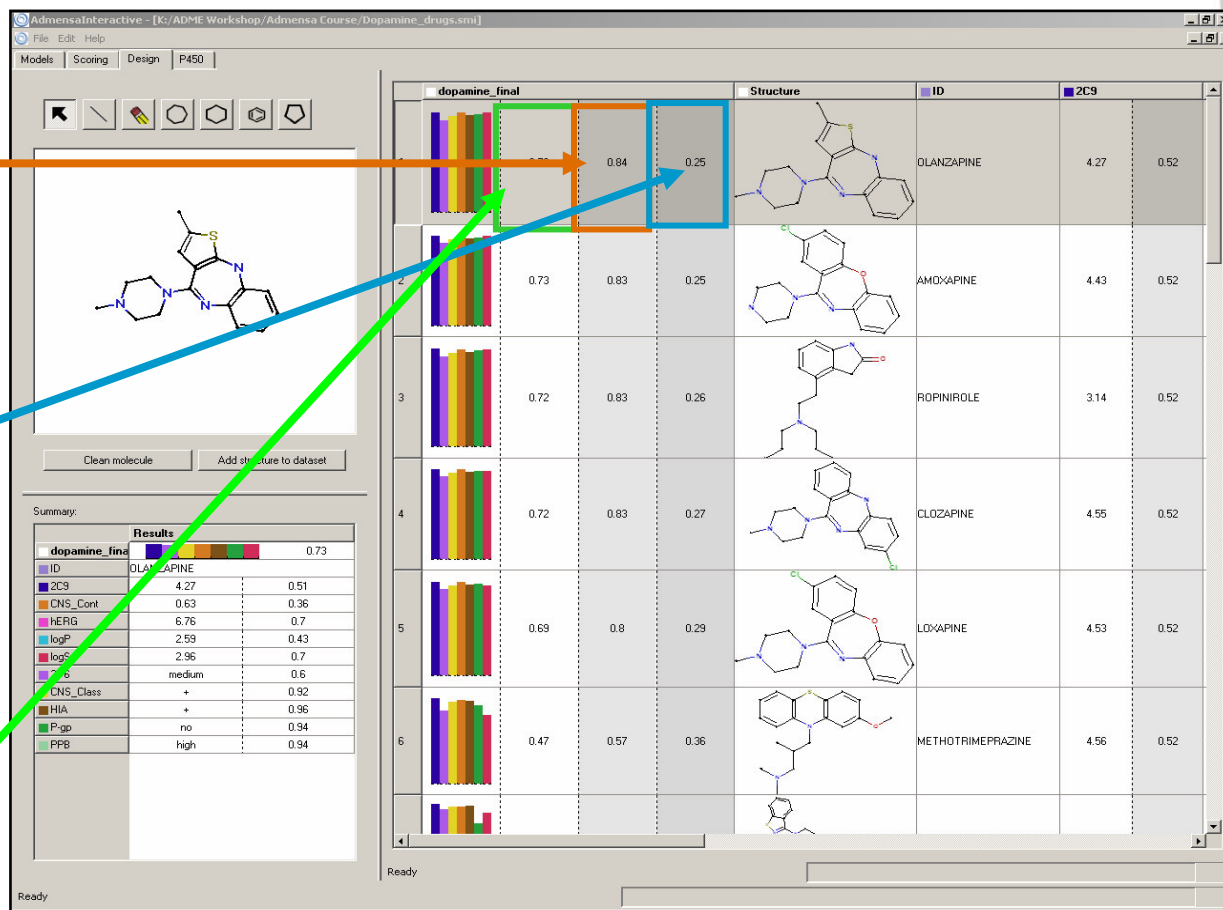 AdmensaInteractive - [K:/ADME Workshop/Admensa Course/Dopamine_drugs.smi]
File Edit Help
Models Scoring Design P450
dopamine_final Structure ID 2C9
0.84 0.25 S N N N N OLANZAPINE 4.27 0.52
2 0.73 0.83 0.25 Cl O N N N AMOXAPINE 4.43 0.52
3 0.72 0.83 0.26 N O N ROPINIROLE 3.14 0.52
4 0.72 0.83 0.27 N N N N Cl CLOZAPINE 4.55 0.52
5 0.69 0.8 0.29 Cl O N N N LOXAPINE 4.53 0.52
6 0.47 0.57 0.36 S N O N METHOTRIMEPRAZINE 4.56 0.52
S N N N N
Clean molecule Add structure to dataset
Summary:
Results
dopamine_fina 0.73
ID OLANZAPINE
2C9 4.27 0.51
CNS_Cont 0.63 0.36
hERG 6.76 0.7
logP 2.59 0.43
logS 2.96 0.7
medium 0.6
CNS_Class + 0.92
HIA + 0.96
P-gp no 0.94
PPB high 0.94
Ready
Ready